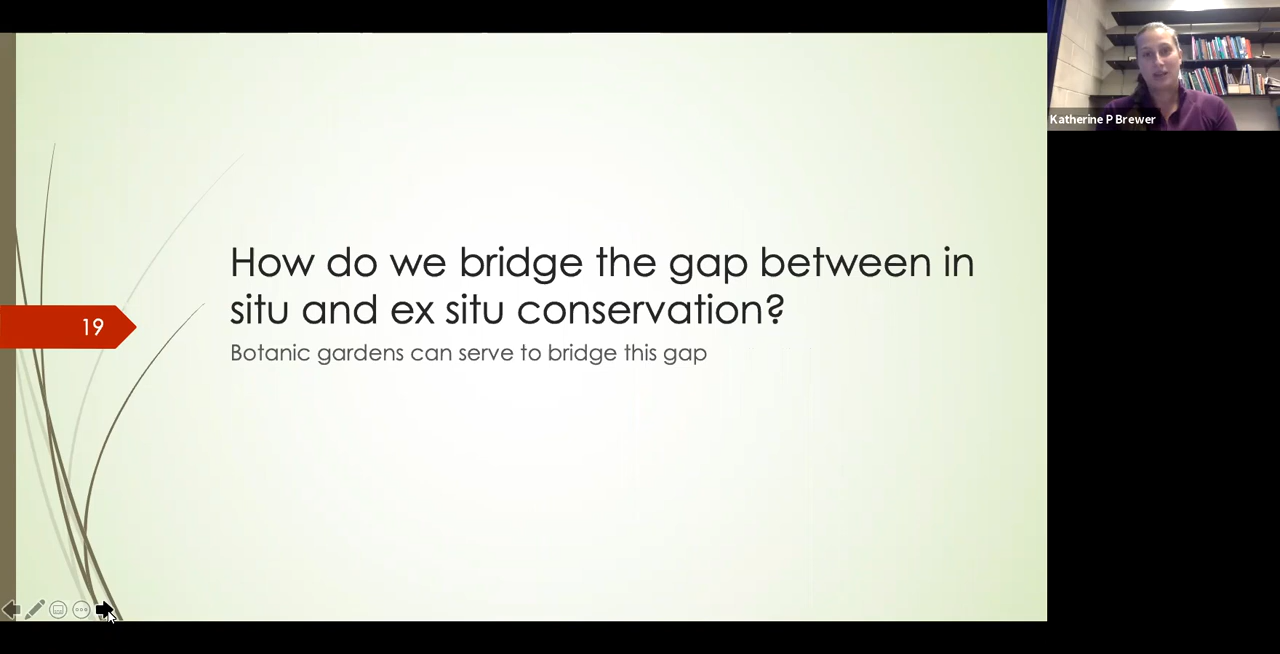 How do we bridge the gap between in
situ and ex situ conservation?
Botanic gardens can serve to bridge this gap
19
Katherine P Brewer